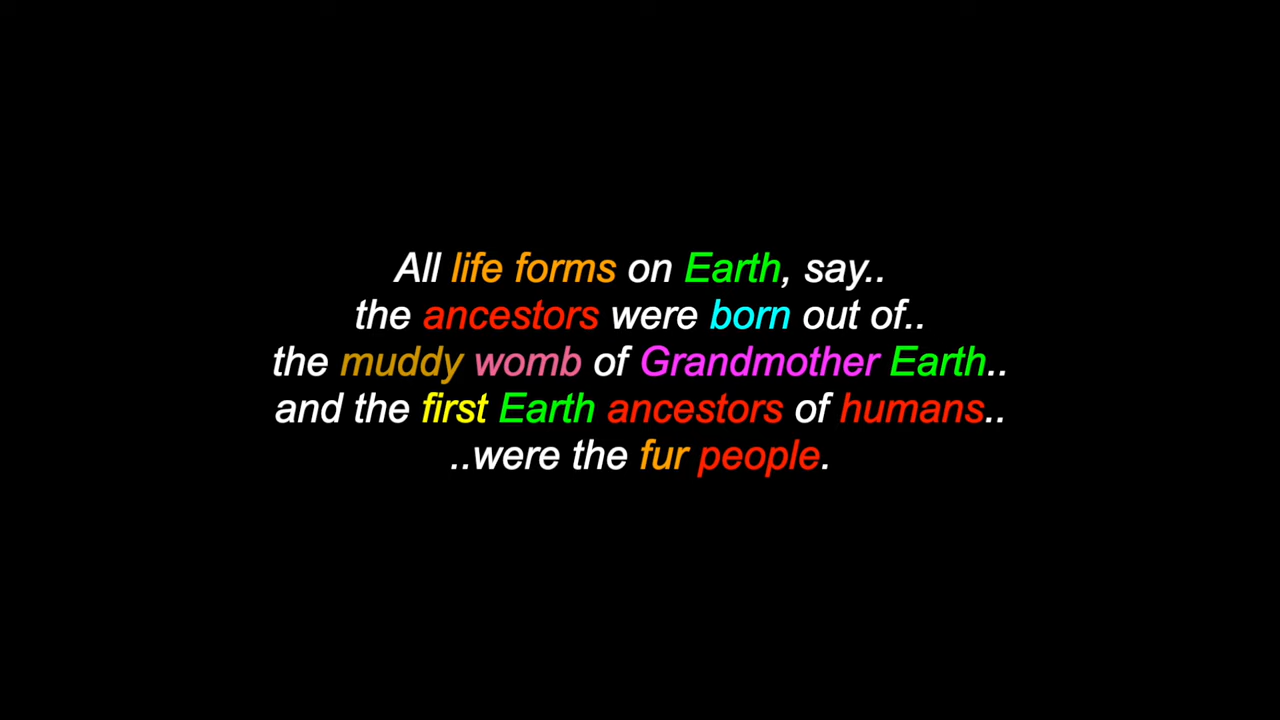 All life forms on Earth, say..
the ancestors were born out of..
the muddy womb of Grandmother Earth..
and the first Earth ancestors of humans..
..were the fur people.